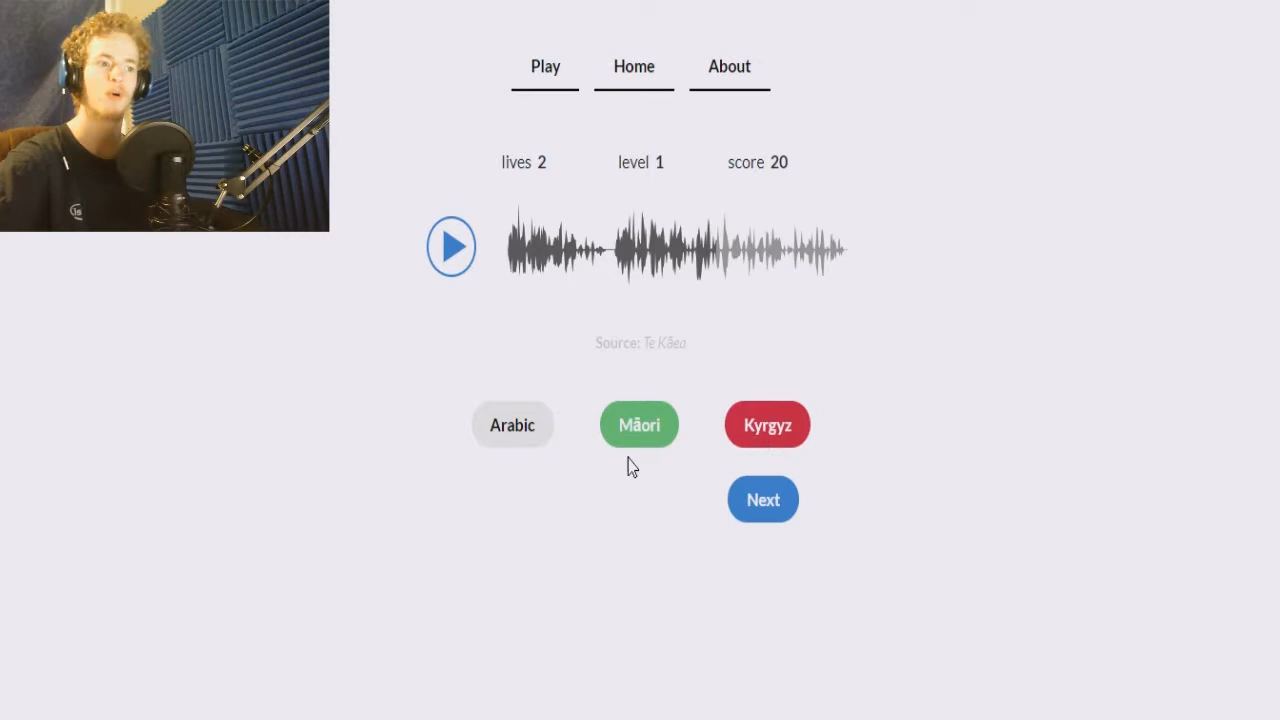 Play Home About
lives 2 level 1 score 20
Source: Te Kāea
Arabic Māori Kyrgyz
Next